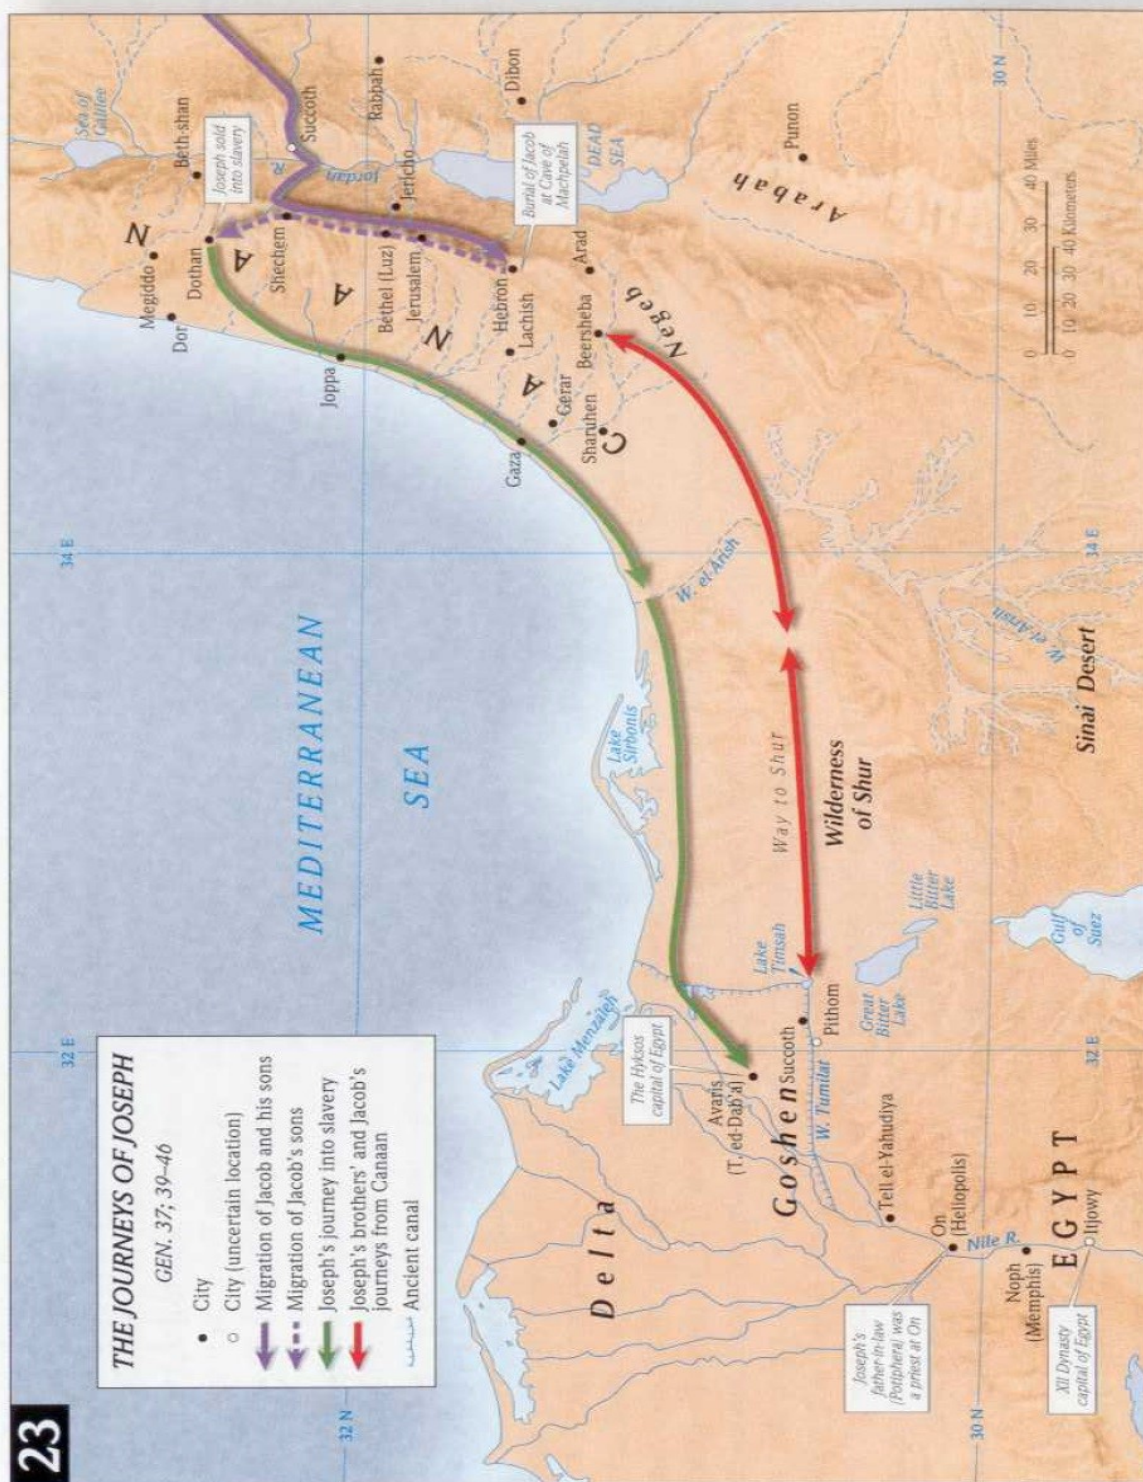 23
THE JOURNEYS OF JOSEPH
GEN. 37; 39–46
City
City (uncertain location)
Migration of Jacob and his sons
Migration of Jacob's sons
Joseph's journey into slavery
Joseph's brothers' and Jacob's
journeys from Canaan
Ancient canal
32 E
34 E
32 N
MEDITERRANEAN
SEA
Sea of
Galilee
Megiddo
Dor
Beth-shan
Dothan
Joseph sold
into slavery
Shechem
Succoth
Jordan
R.
Rabbah
Joppa
Bethel (Luz)
Jericho
Jerusalem
CANAAN
Hebron
Lachish
Burial of Jacob
at Cave of
Machpelah
Dibon
DEAD
SEA
Gaza
Gerar
Sharuhen
Beersheba
Arad
Nageb
Arabah
Punon
W. el-Arish
Lake
Sirbonis
Lake Menzaleh
The Hyksos
capital of Egypt
Avaris
(T. ed-Dab'a)
Delta
Goshen
Succoth
Pithom
W. Tumilat
Lake
Timsah
Way to Shur
Wilderness
of Shur
Great
Bitter
Lake
Little
Bitter
Lake
Tell el-Yahudiya
On
(Heliopolis)
Joseph's
father-in-law
(Potiphera) was
a priest at On
Nile R.
Noph
(Memphis)
EGYPT
Itjowy
XII Dynasty
capital of Egypt
Gulf
of
Suez
W. el Arish
Sinai Desert
30 N
32 E
34 E
30 N
0 10 20 30 40 Miles
0 10 20 30 40 Kilometers